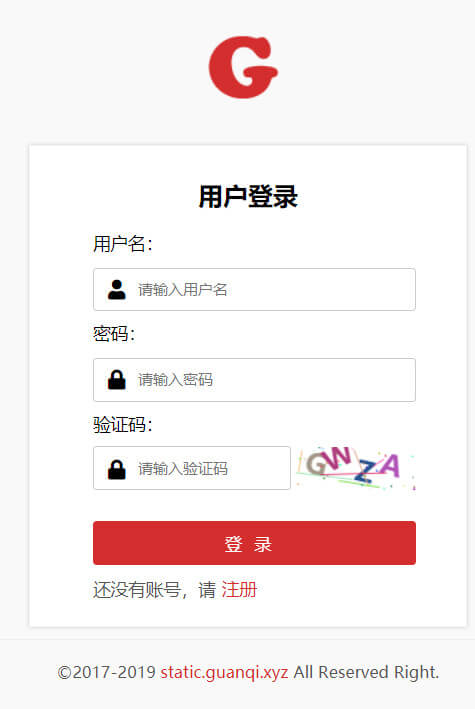 G
用户登录
用户名:
请输入用户名
密码:
请输入密码
验证码:
请输入验证码 GWZA
登 录
还没有账号，请 注册
©2017-2019 static.guanqi.xyz All Reserved Right.